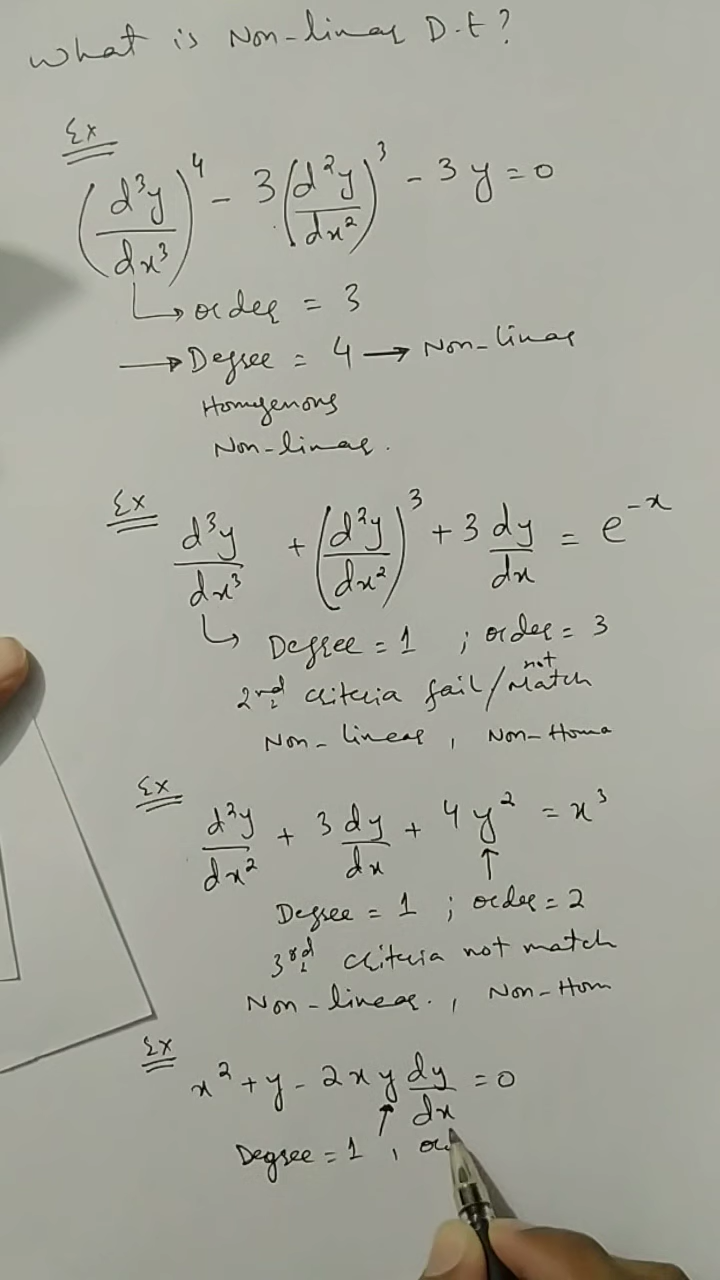 What is Non-linear D.E?
Ex
(d³y/dx³)⁴ - 3(d²y/dx²)³ - 3y = 0
↳ order = 3
→ Degree = 4 → Non-linear
Homogenous
Non-linear.
Ex
d³y/dx³ + (d²y/dx²)³ + 3 dy/dx = e⁻ˣ
↳ Degree = 1 ; order = 3
2nd criteria fail/not Match
Non-linear, Non-Homo
Ex
d²y/dx² + 3 dy/dx + 4y² = x³
↑
Degree = 1 ; order = 2
3rd criteria not match
Non-linear., Non-Hom
Ex
x² + y - 2xy dy/dx = 0
↑
Degree = 1 , ord